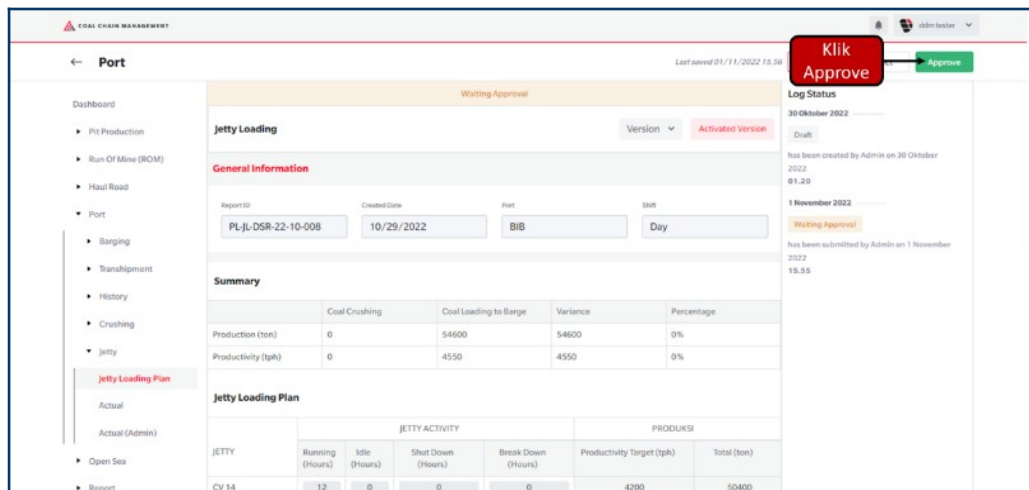 COAL CHAIN MANAGEMENT
ddm tester
← Port
Last saved 01/11/2022 15.56
Klik
Approve
Approve
Dashboard
Pit Production
Run Of Mine (ROM)
Haul Road
Port
Barging
Transhipment
History
Crushing
Jetty
Jetty Loading Plan
Actual
Actual (Admin)
Open Sea
Report
Waiting Approval
Jetty Loading
Version
Activated Version
General Information
Report ID Created Date Port Shift
PL-JL-DSR-22-10-008 10/29/2022 BIB Day
Summary
Coal Crushing Coal Loading to Barge Variance Percentage
Production (ton) 0 54600 54600 0%
Productivity (tph) 0 4550 4550 0%
Jetty Loading Plan
JETTY ACTIVITY PRODUKSI
JETTY Running (Hours) Idle (Hours) Shut Down (Hours) Break Down (Hours) Productivity Target (tph) Total (ton)
CV 14 12 0 0 0 4200 50400
Log Status
30 Oktober 2022
Draft
has been created by Admin on 30 Oktober
2022
01.20
1 November 2022
Waiting Approval
has been submitted by Admin on 1 November
2022
15.55